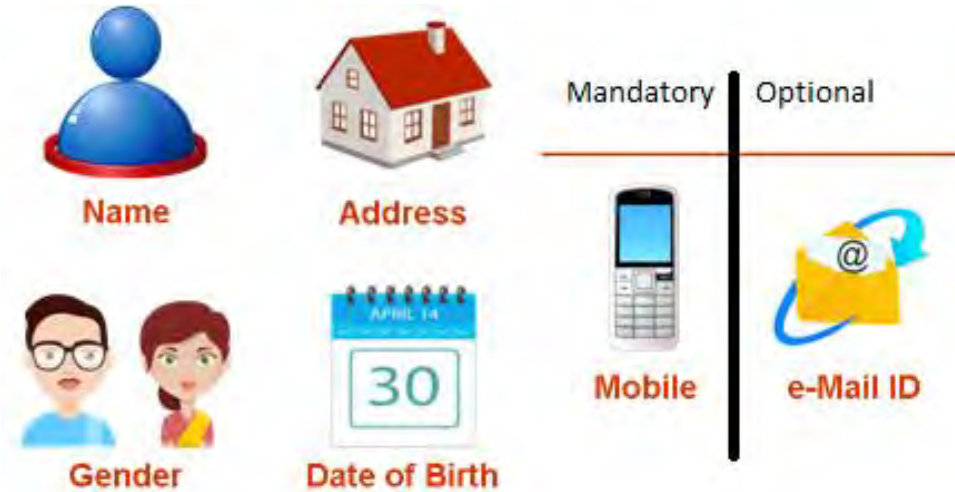 Name
Address
Mandatory
Optional
Gender
APRIL 14
30
Date of Birth
Mobile
@
e-Mail ID